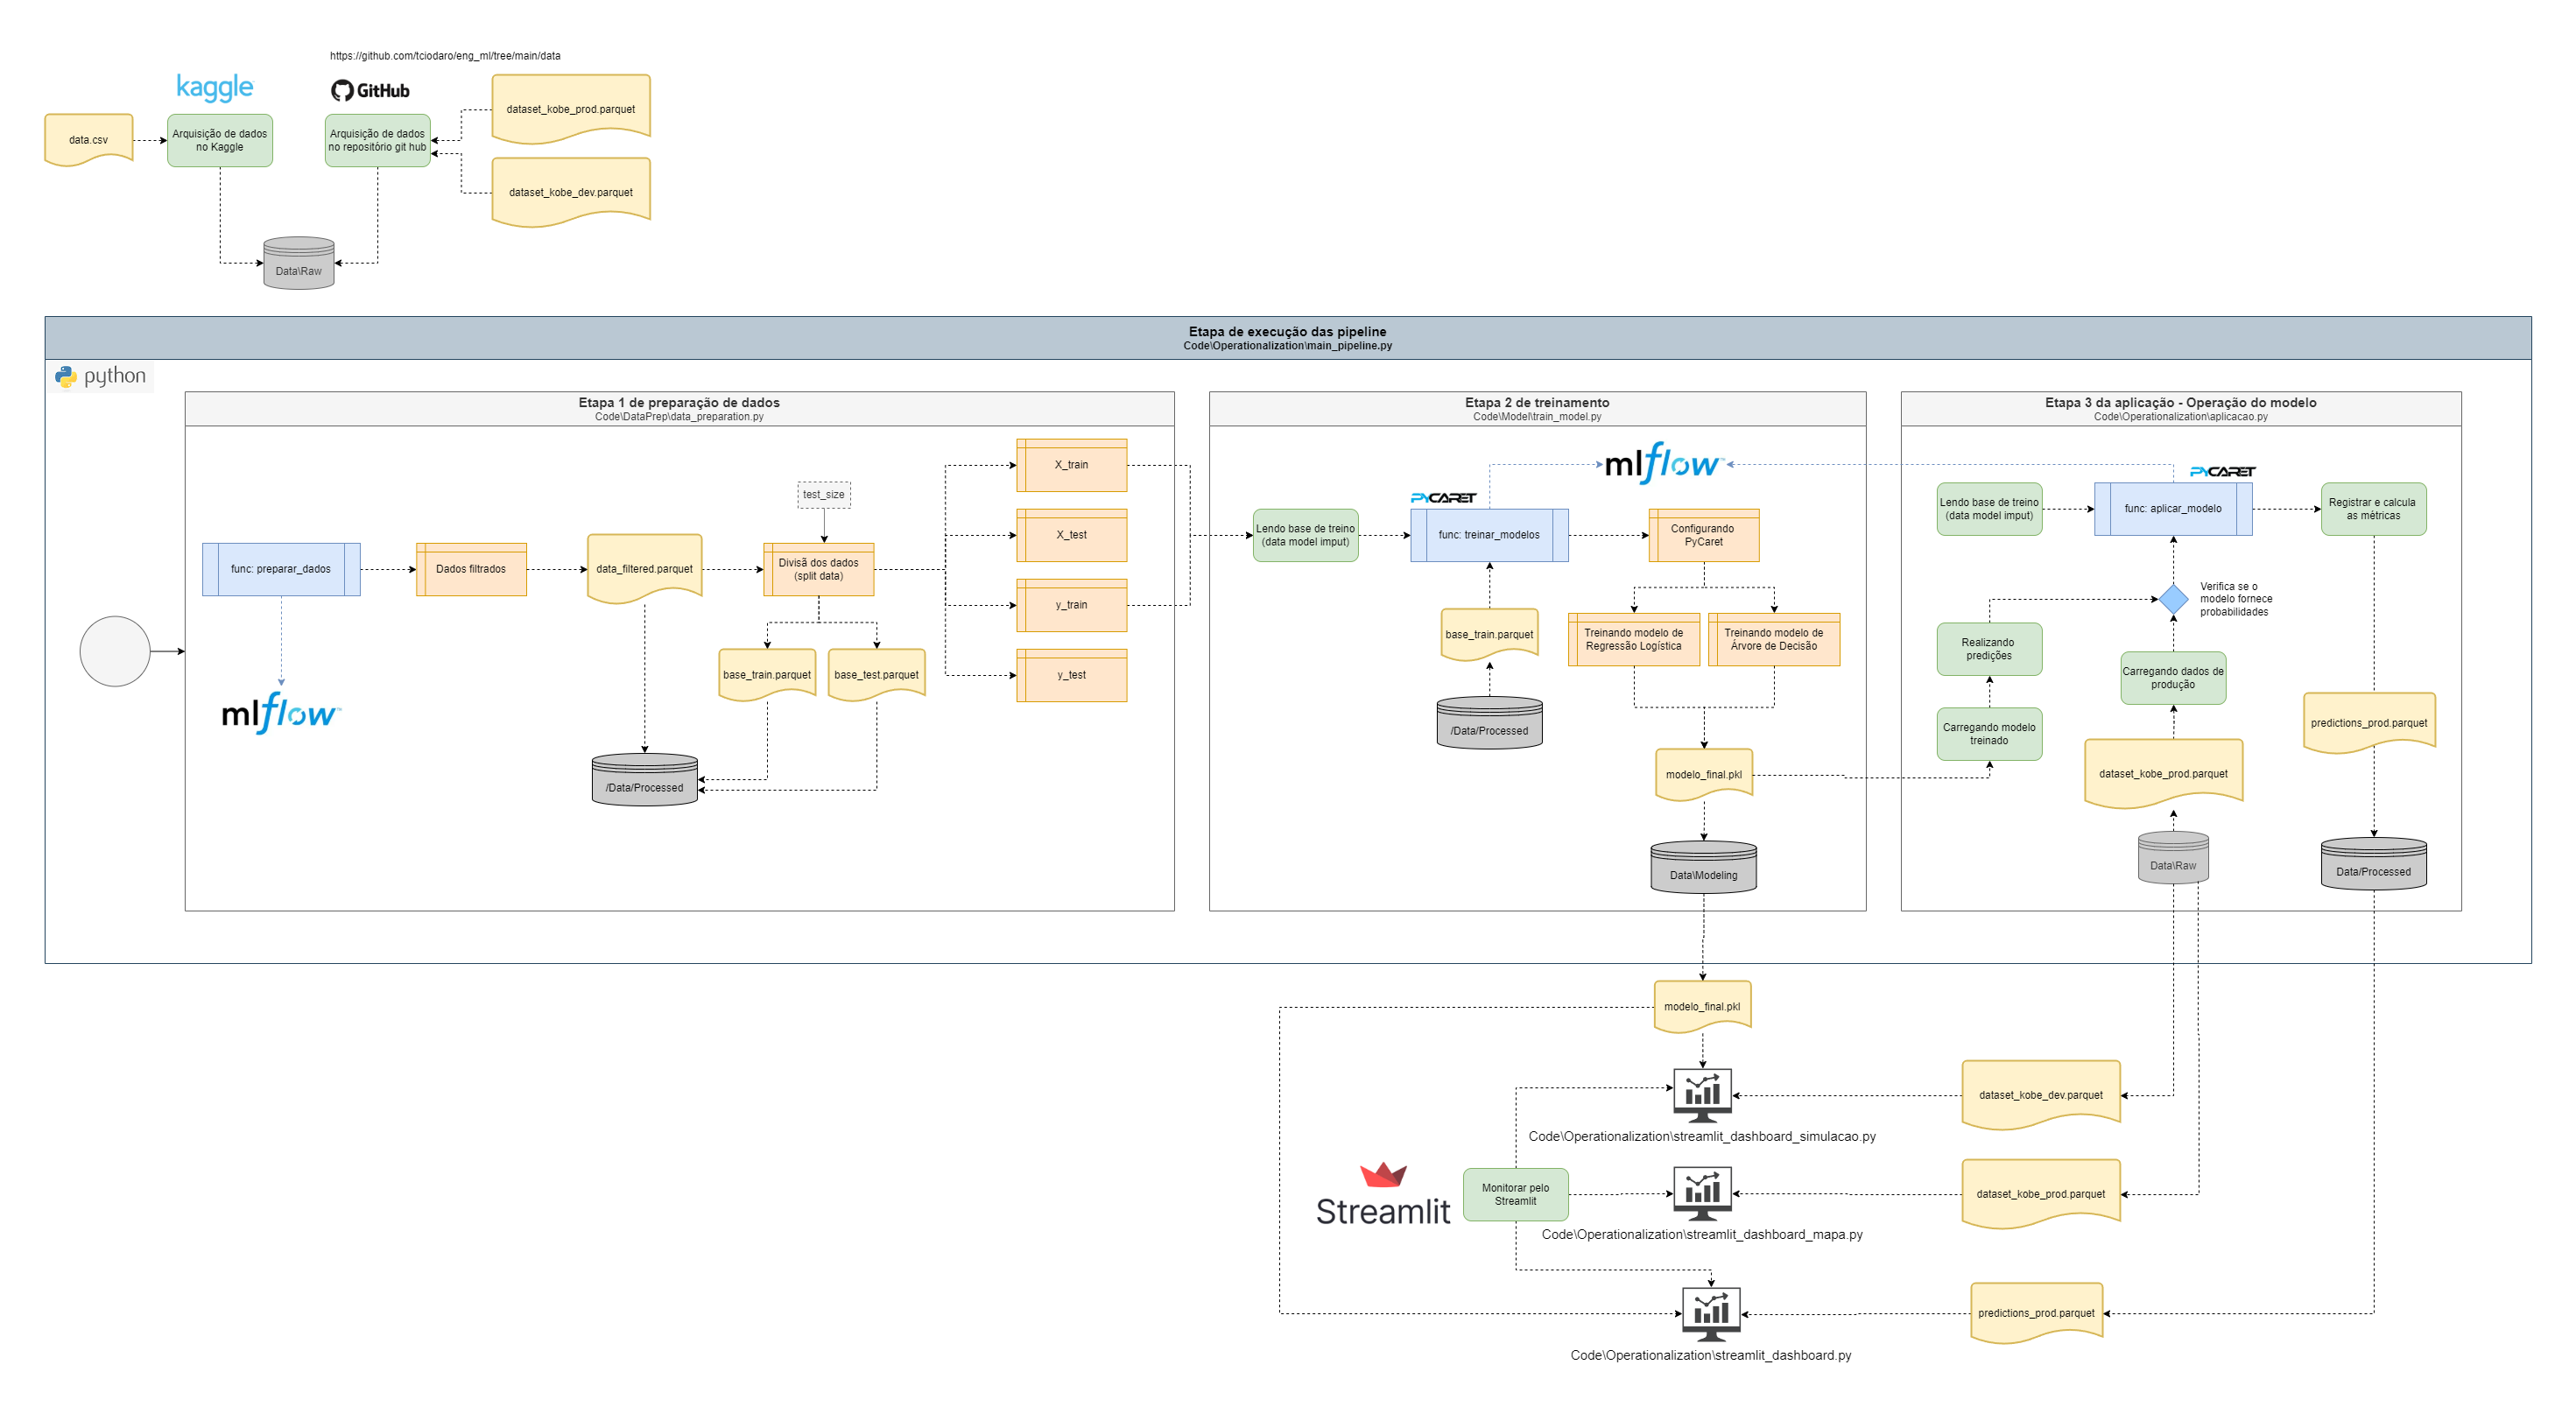 https://github.com/tciodaro/eng_ml/tree/main/data
kaggle
GitHub
data.csv
Arquisição de dados
no Kaggle
Arquisição de dados
no repositório git hub
dataset_kobe_prod.parquet
dataset_kobe_dev.parquet
Data\Raw
Etapa de execução das pipeline
Code\Operationalization\main_pipeline.py
python
Etapa 1 de preparação de dados
Code\DataPrep\data_preparation.py
func: preparar_dados
mlflow™
Dados filtrados
data_filtered.parquet
test_size
Divisã dos dados
(split data)
base_train.parquet
base_test.parquet
/Data/Processed
X_train
X_test
y_train
y_test
Etapa 2 de treinamento
Code\Model\train_model.py
mlflow™
PYCARET
Lendo base de treino
(data model imput)
func: treinar_modelos
Configurando
PyCaret
base_train.parquet
/Data/Processed
Treinando modelo de
Regressão Logística
Treinando modelo de
Árvore de Decisão
modelo_final.pkl
Data\Modeling
Etapa 3 da aplicação - Operação do modelo
Code\Operationalization\aplicacao.py
PYCARET
Lendo base de treino
(data model imput)
func: aplicar_modelo
Registrar e calcula
as métricas
Verifica se o
modelo fornece
probabilidades
Realizando
predições
Carregando modelo
treinado
Carregando dados de
produção
dataset_kobe_prod.parquet
Data\Raw
predictions_prod.parquet
Data/Processed
modelo_final.pkl
Code\Operationalization\streamlit_dashboard_simulacao.py
dataset_kobe_dev.parquet
Streamlit
Monitorar pelo
Streamlit
Code\Operationalization\streamlit_dashboard_mapa.py
dataset_kobe_prod.parquet
Code\Operationalization\streamlit_dashboard.py
predictions_prod.parquet